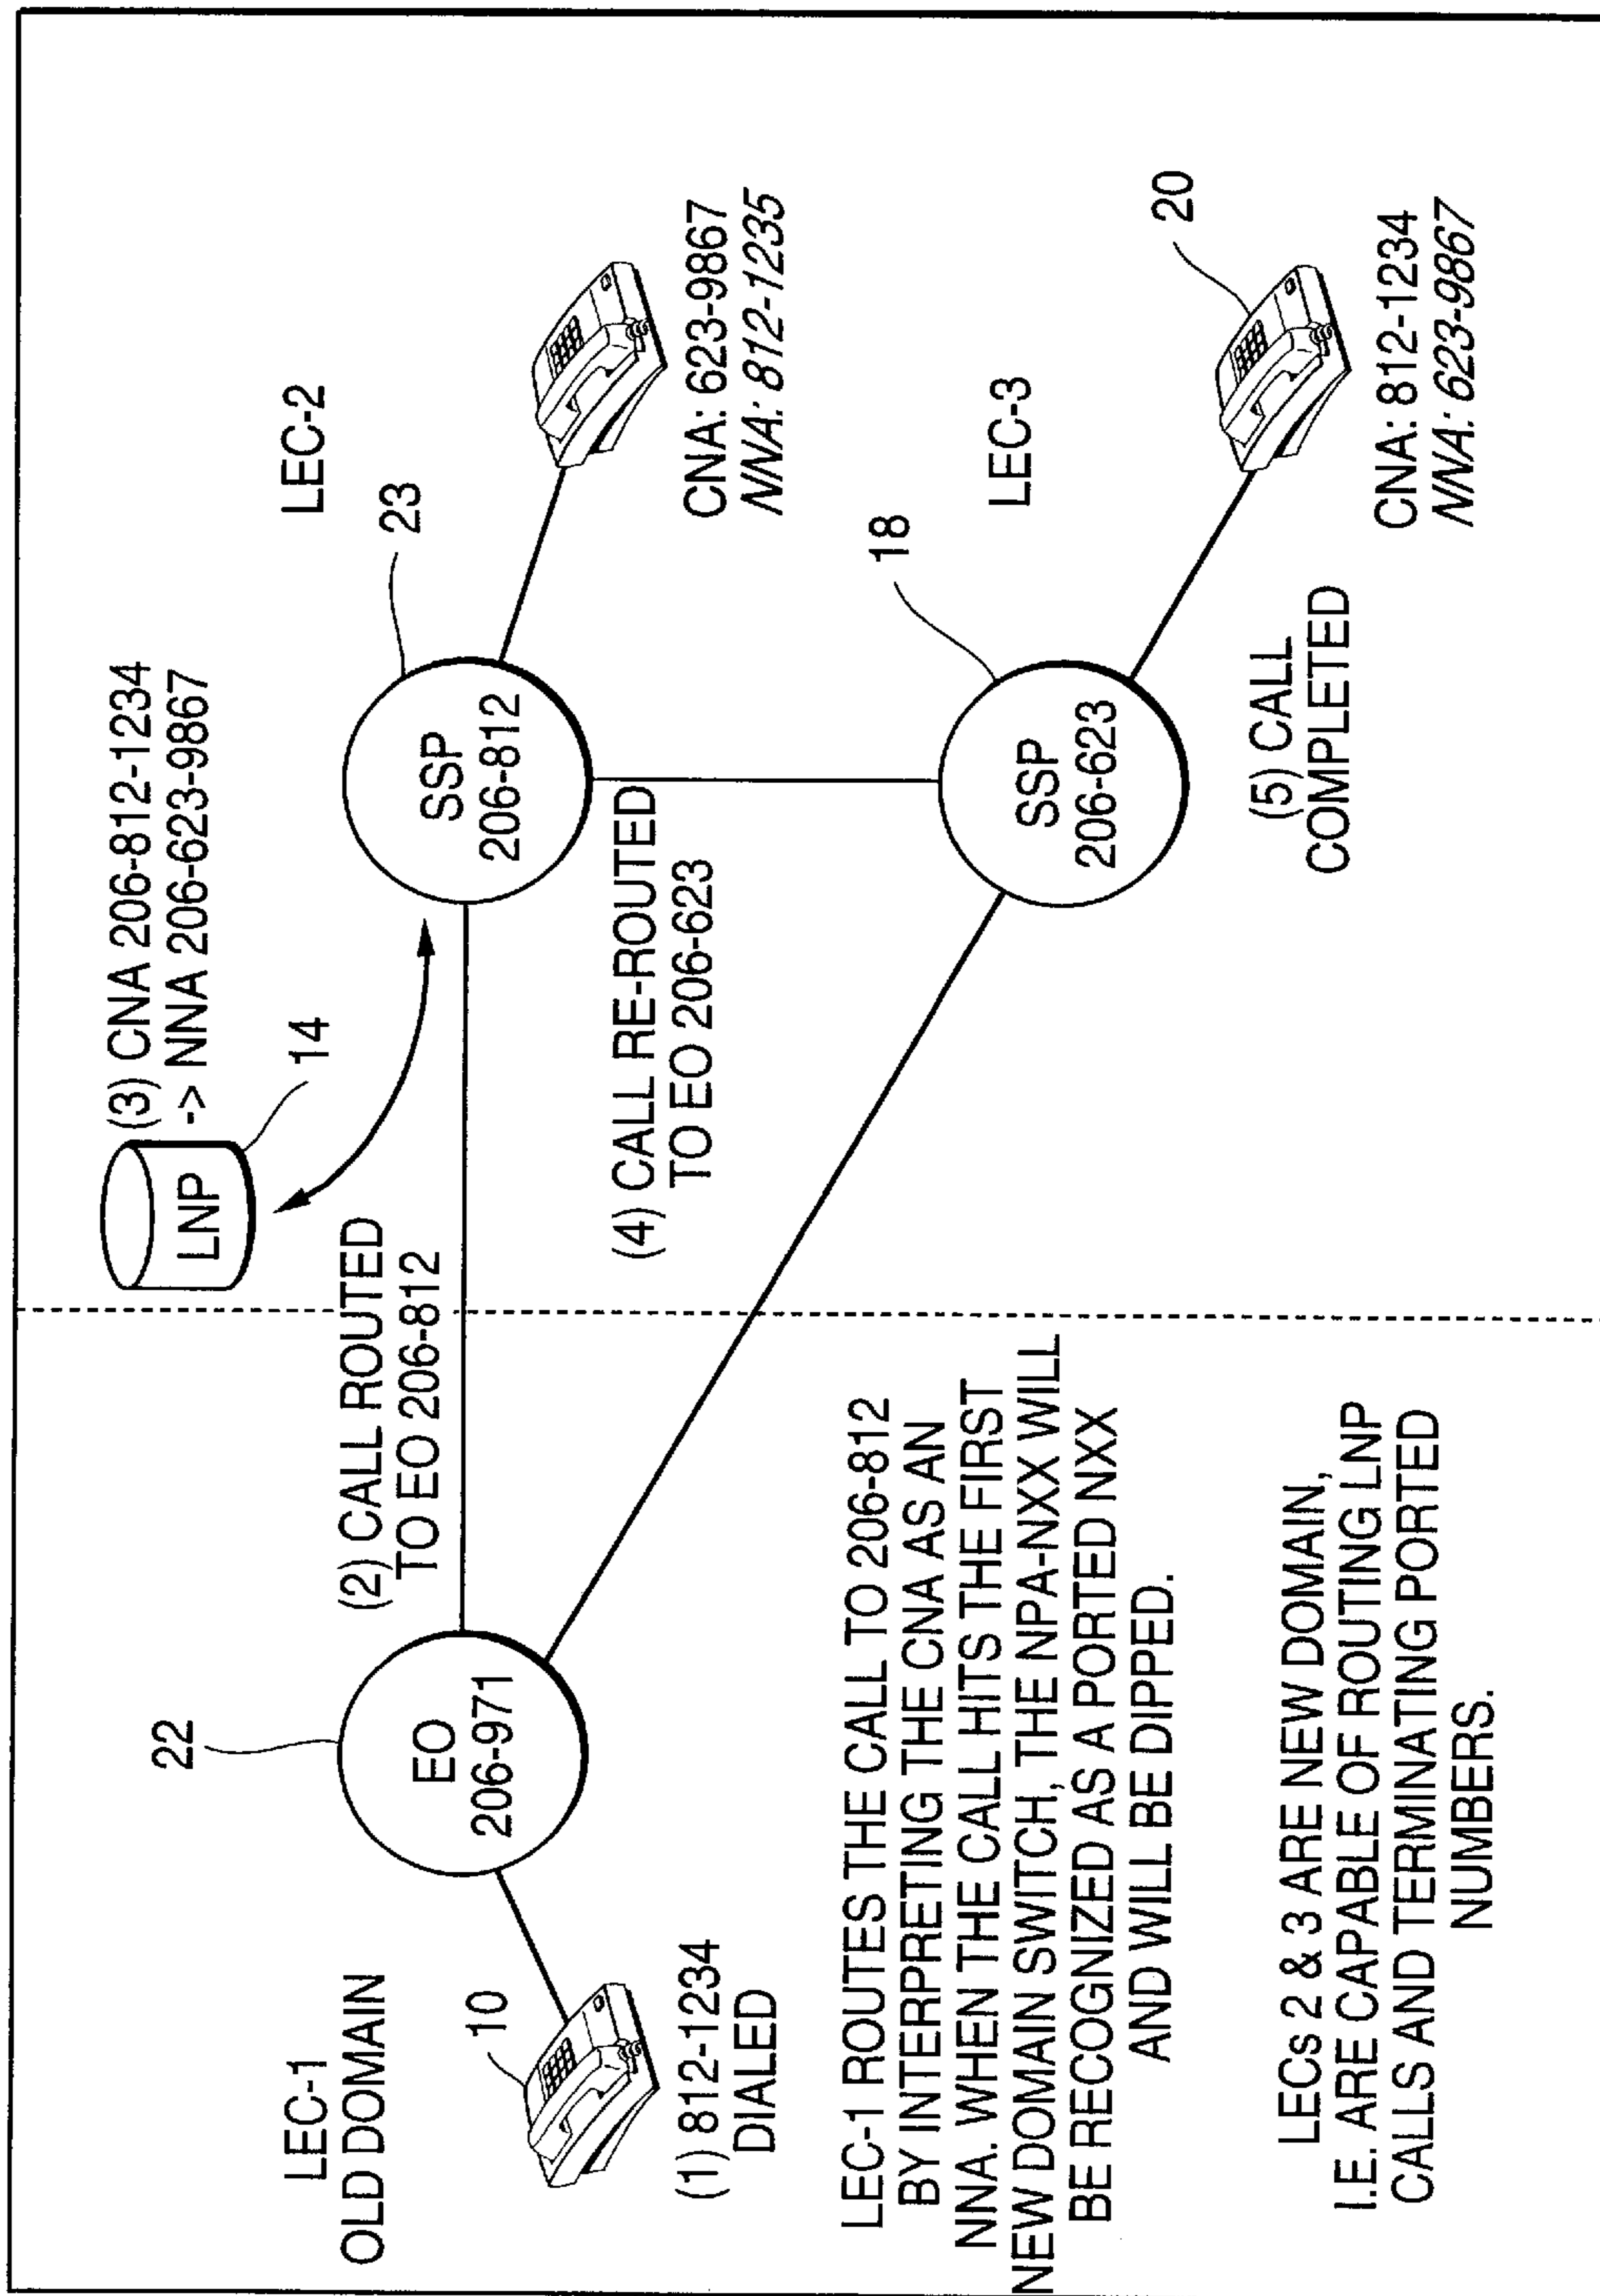 LEC-1
OLD DOMAIN
10
(1) 812-1234
DIALED
22
EO
206-971
(2) CALL ROUTED
TO EO 206-812
LNP
14
(3) CNA 206-812-1234
-> NNA 206-623-9867
LEC-2
23
SSP
206-812
CNA: 623-9867
NNA: 812-1235
(4) CALL RE-ROUTED
TO EO 206-623
18
LEC-3
SSP
206-623
20
CNA: 812-1234
NNA: 623-9867
(5) CALL
COMPLETED
LEC-1 ROUTES THE CALL TO 206-812
BY INTERPRETING THE CNA AS AN
NNA. WHEN THE CALL HITS THE FIRST
NEW DOMAIN SWITCH, THE NPA-NXX WILL
BE RECOGNIZED AS A PORTED NXX
AND WILL BE DIPPED.
LECs 2 & 3 ARE NEW DOMAIN,
I.E. ARE CAPABLE OF ROUTING LNP
CALLS AND TERMINATING PORTED
NUMBERS.